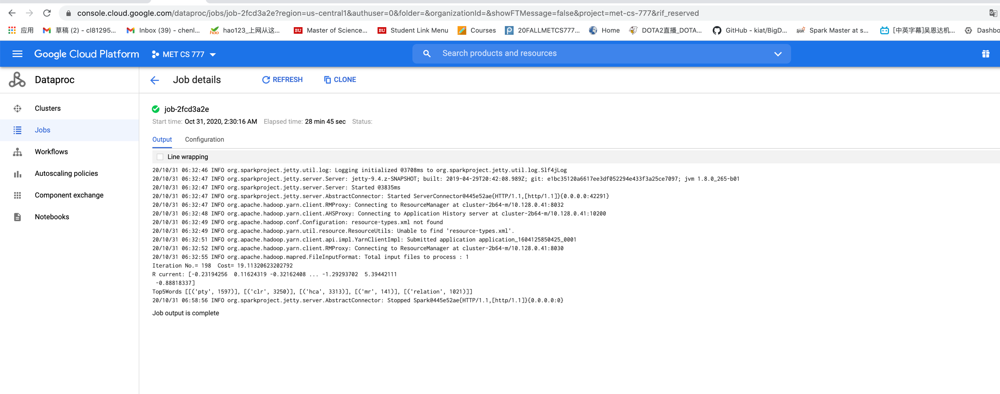 console.cloud.google.com/dataproc/jobs/job-2fcd3a2e?region=us-central1&authuser=0&folder=&organizationId=&showFTMessage=false&project=met-cs-777&rif_reserved
应用 草稿 (2) - cl81295... Inbox (39) - chenl... hao123_上网从这... Master of Science... Student Link Menu Courses 20FALLMETCS777... Home DOTA2直播_DOTA... GitHub - kiat/BigD... Spark Master at s... [中英字幕]吴恩达机... Dashbo
Google Cloud Platform MET CS 777 Search products and resources
Dataproc Job details REFRESH CLONE
Clusters
Jobs
Workflows
Autoscaling policies
Component exchange
Notebooks
job-2fcd3a2e
Start time: Oct 31, 2020, 2:30:16 AM Elapsed time: 28 min 45 sec Status:
Output Configuration
Line wrapping
20/10/31 06:32:46 INFO org.sparkproject.jetty.util.log: Logging initialized @3708ms to org.sparkproject.jetty.util.log.Slf4jLog
20/10/31 06:32:47 INFO org.sparkproject.jetty.server.Server: jetty-9.4.z-SNAPSHOT; built: 2019-04-29T20:42:08.989Z; git: e1bc35120a6617ee3df052294e433f3a25ce7097; jvm 1.8.0_265-b01
20/10/31 06:32:47 INFO org.sparkproject.jetty.server.Server: Started @3835ms
20/10/31 06:32:47 INFO org.sparkproject.jetty.server.AbstractConnector: Started ServerConnector@445e52ae{HTTP/1.1,[http/1.1]}{0.0.0.0:42291}
20/10/31 06:32:47 INFO org.apache.hadoop.yarn.client.RMProxy: Connecting to ResourceManager at cluster-2b64-m/10.128.0.41:8032
20/10/31 06:32:48 INFO org.apache.hadoop.yarn.client.AHSProxy: Connecting to Application History server at cluster-2b64-m/10.128.0.41:10200
20/10/31 06:32:49 INFO org.apache.hadoop.conf.Configuration: resource-types.xml not found
20/10/31 06:32:49 INFO org.apache.hadoop.yarn.util.resource.ResourceUtils: Unable to find 'resource-types.xml'.
20/10/31 06:32:51 INFO org.apache.hadoop.yarn.client.api.impl.YarnClientImpl: Submitted application application_1604125850425_0001
20/10/31 06:32:52 INFO org.apache.hadoop.yarn.client.RMProxy: Connecting to ResourceManager at cluster-2b64-m/10.128.0.41:8030
20/10/31 06:32:55 INFO org.apache.hadoop.mapred.FileInputFormat: Total input files to process : 1
Iteration No.= 198  Cost= 19.11320623202792
R current: [-0.23194256  0.11624319 -0.32162408 ... -1.29293702  5.39442111
 -0.88818337]
Top5Words [[('pty', 1597)], [('clr', 3250)], [('hca', 3313)], [('mr', 141)], [('relation', 1021)]]
20/10/31 06:58:56 INFO org.sparkproject.jetty.server.AbstractConnector: Stopped Spark@445e52ae{HTTP/1.1,[http/1.1]}{0.0.0.0:0}
Job output is complete